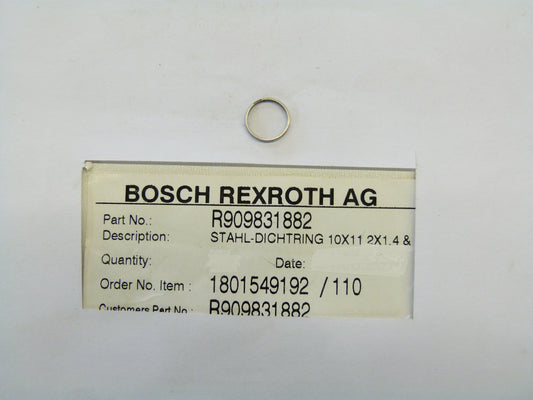 BOSCH REXROTH AG
Part No.: R909831882
Description: STAHL-DICHTRING 10X11 2X1.4 &
Quantity: Date:
Order No. Item : 1801549192 /110
Customers Part No : R909831882